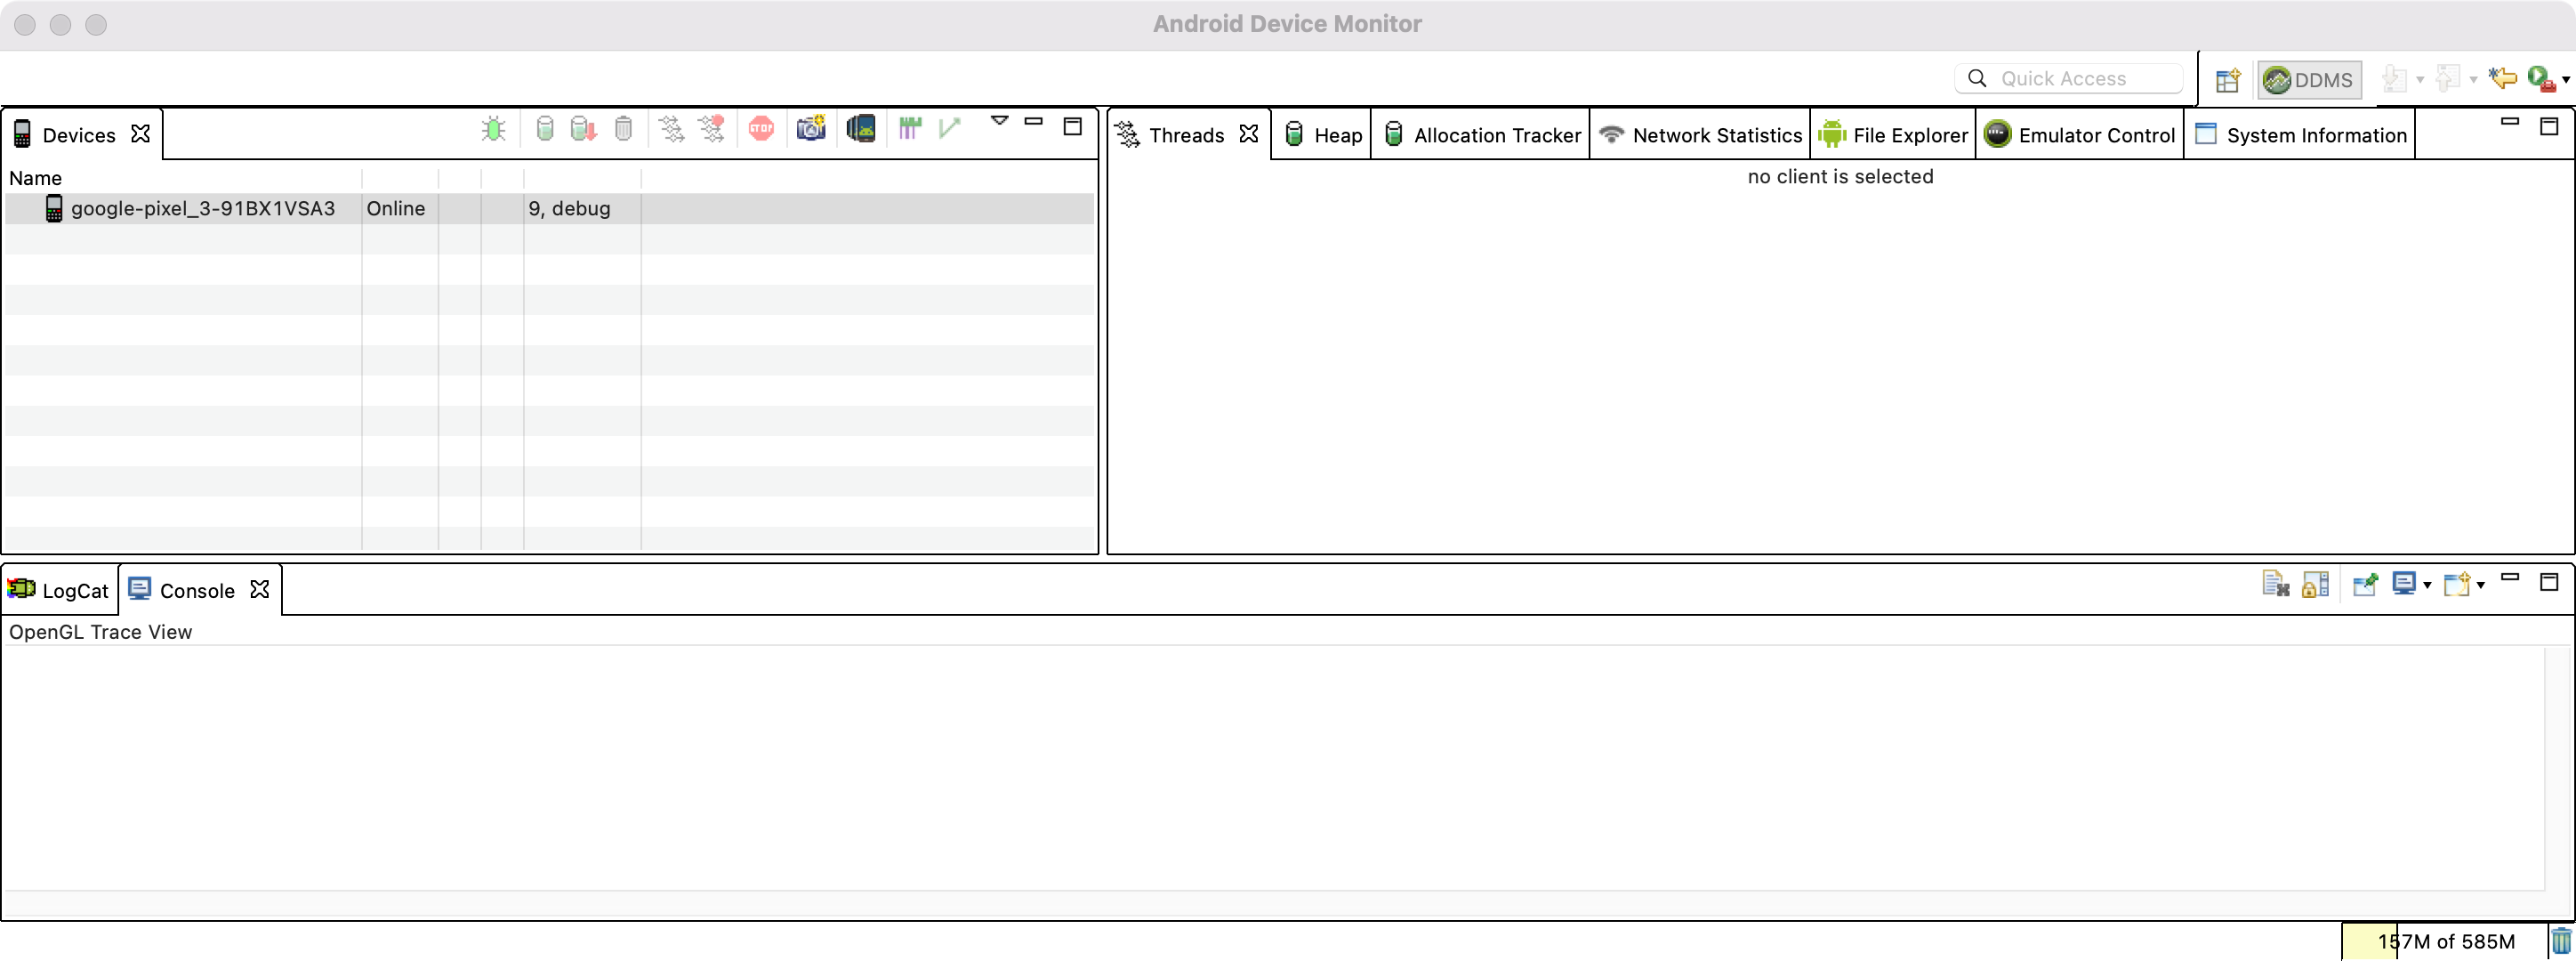 Android Device Monitor
Quick Access
DDMS
Devices
STOP
Threads
Heap
Allocation Tracker
Network Statistics
File Explorer
Emulator Control
System Information
Name
no client is selected
google-pixel_3-91BX1VSA3 Online 9, debug
LogCat
Console
OpenGL Trace View
157M of 585M